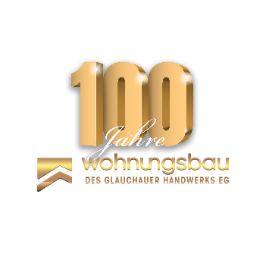 100
Jahre
wohnungsbau
DES GLAUCHAUER HANDWERKS EG